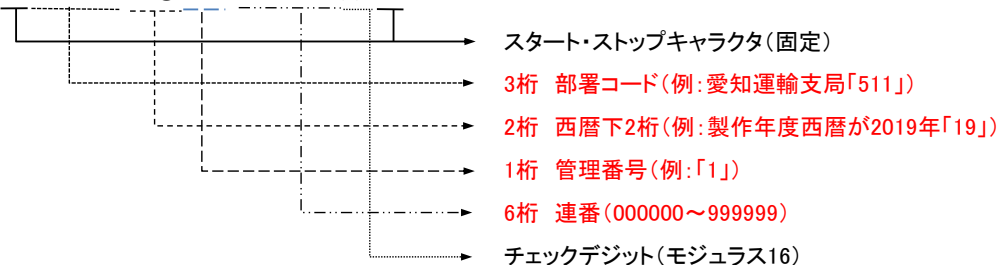 スタート・ストップキャラクタ(固定)
3桁 部署コード(例:愛知運輸支局「511」)
2桁 西暦下2桁(例:製作年度西暦が2019年「19」)
1桁 管理番号(例:「1」)
6桁 連番(000000～999999)
チェックデジット(モジュラス16)